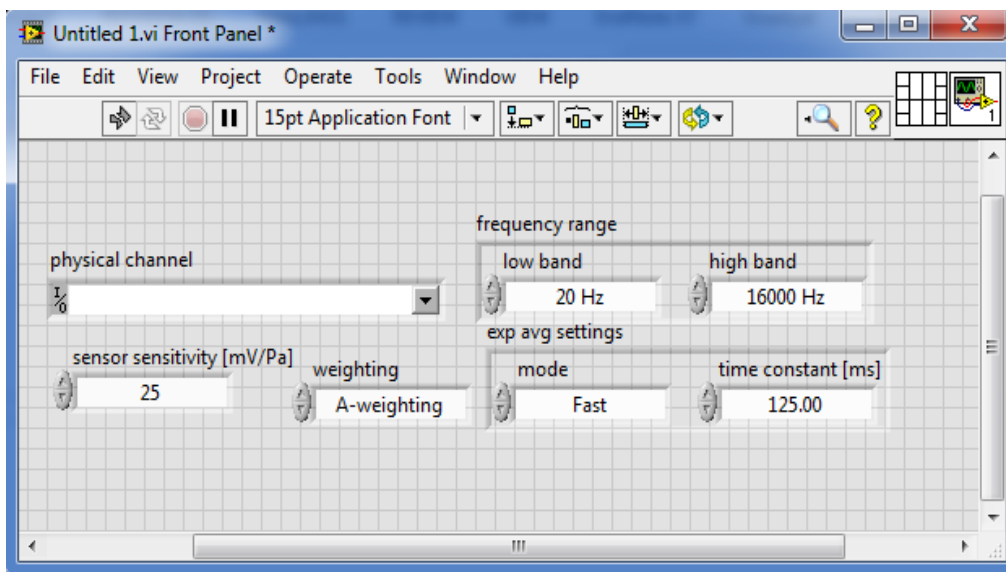 Untitled 1.vi Front Panel *
File Edit View Project Operate Tools Window Help
15pt Application Font
1
frequency range
physical channel
low band
high band
I/O
20 Hz
16000 Hz
exp avg settings
sensor sensitivity [mV/Pa]
weighting
mode
time constant [ms]
25
A-weighting
Fast
125.00